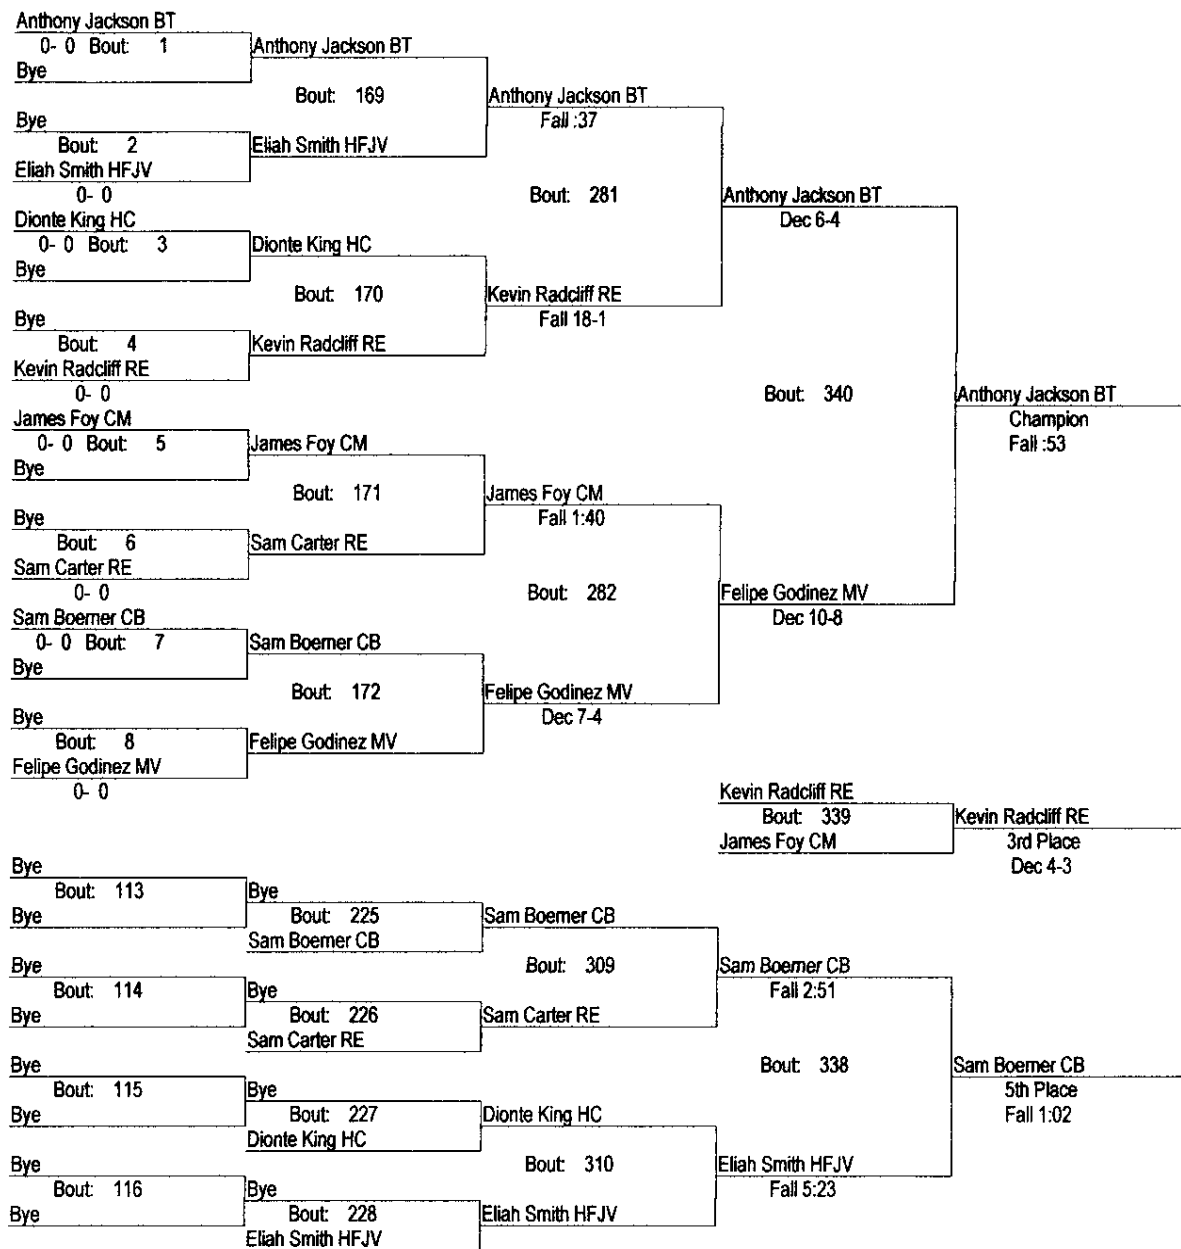 Anthony Jackson BT
0- 0 Bout: 1
Bye
Anthony Jackson BT
Bout: 169
Bye
Bout: 2
Eliah Smith HFJV
0- 0
Eliah Smith HFJV
Anthony Jackson BT
Fall :37
Bout: 281
Dionte King HC
0- 0 Bout: 3
Bye
Dionte King HC
Bout: 170
Bye
Bout: 4
Kevin Radcliff RE
0- 0
Kevin Radcliff RE
Kevin Radcliff RE
Fall 18-1
Anthony Jackson BT
Dec 6-4
Bout: 340
James Foy CM
0- 0 Bout: 5
Bye
James Foy CM
Bout: 171
Bye
Bout: 6
Sam Carter RE
0- 0
Sam Carter RE
James Foy CM
Fall 1:40
Bout: 282
Sam Boerner CB
0- 0 Bout: 7
Bye
Sam Boerner CB
Bout: 172
Bye
Bout: 8
Felipe Godinez MV
0- 0
Felipe Godinez MV
Felipe Godinez MV
Dec 7-4
Felipe Godinez MV
Dec 10-8
Anthony Jackson BT
Champion
Fall :53
Kevin Radcliff RE
Bout: 339
James Foy CM
Kevin Radcliff RE
3rd Place
Dec 4-3
Bye
Bout: 113
Bye
Bye
Bout: 225
Sam Boerner CB
Sam Boerner CB
Bout: 309
Bye
Bout: 114
Bye
Bye
Bout: 226
Sam Carter RE
Sam Carter RE
Sam Boerner CB
Fall 2:51
Bout: 338
Bye
Bout: 115
Bye
Bye
Bout: 227
Dionte King HC
Dionte King HC
Bout: 310
Bye
Bout: 116
Bye
Bye
Bout: 228
Eliah Smith HFJV
Eliah Smith HFJV
Eliah Smith HFJV
Fall 5:23
Sam Boerner CB
5th Place
Fall 1:02